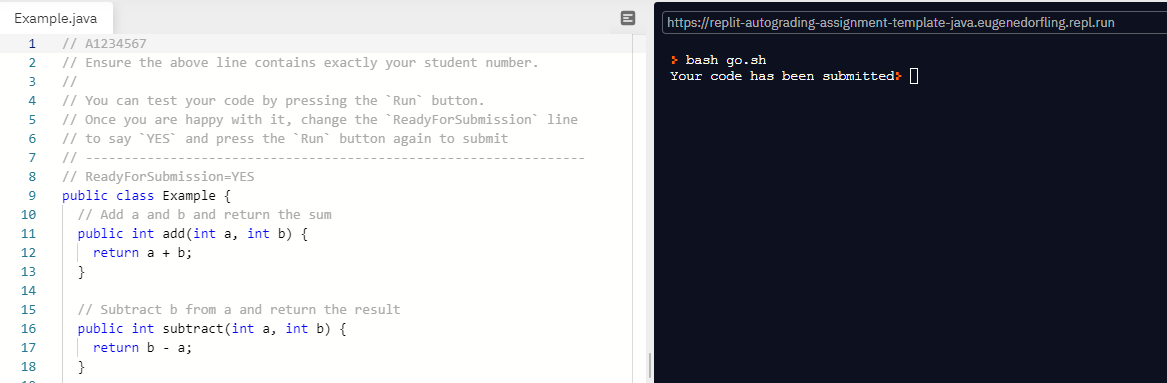 Example.java
1 // A1234567
2 // Ensure the above line contains exactly your student number.
3 //
4 // You can test your code by pressing the `Run` button.
5 // Once you are happy with it, change the `ReadyForSubmission` line
6 // to say `YES` and press the `Run` button again to submit
7 // -----------------------------------------------------------------
8 // ReadyForSubmission=YES
9 public class Example {
10 // Add a and b and return the sum
11 public int add(int a, int b) {
12 return a + b;
13 }
14
15 // Subtract b from a and return the result
16 public int subtract(int a, int b) {
17 return b - a;
18 }
https://replit-autograding-assignment-template-java.eugenedorfling.repl.run
> bash go.sh
Your code has been submitted>